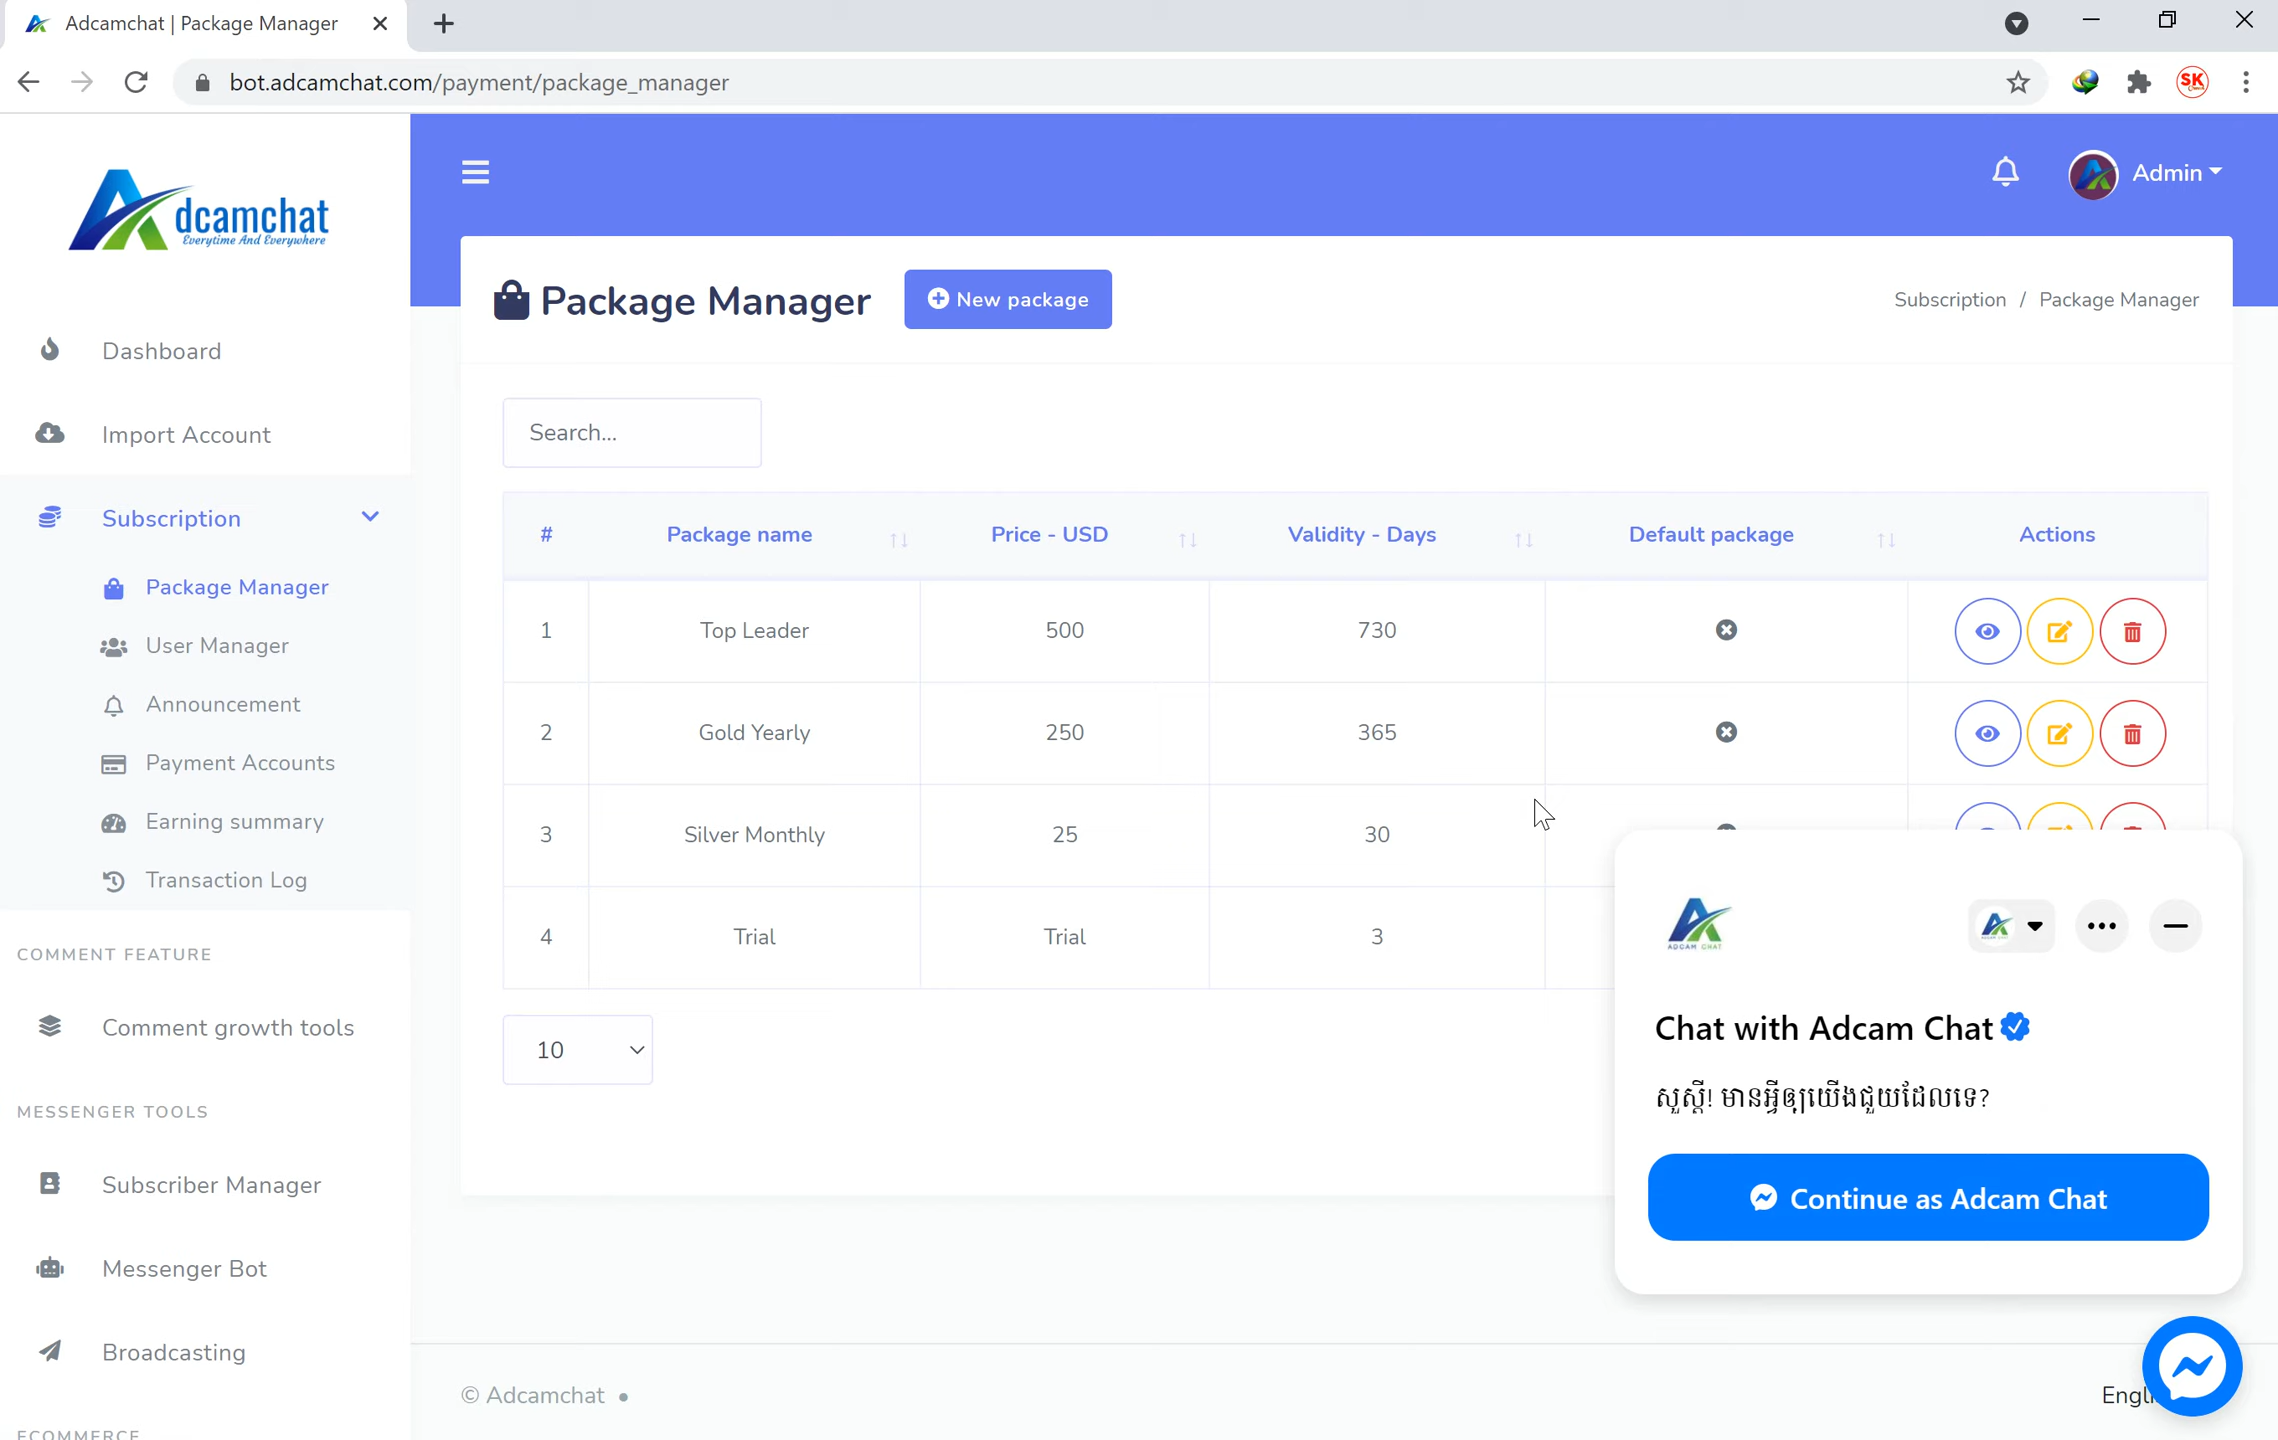 Adcamchat | Package Manager
bot.adcamchat.com/payment/package_manager
SK
dcamchat
Everytime And Everywhere
Admin
Package Manager
New package
Subscription / Package Manager
Dashboard
Import Account
Subscription
Package Manager
User Manager
Announcement
Payment Accounts
Earning summary
Transaction Log
COMMENT FEATURE
Comment growth tools
MESSENGER TOOLS
Subscriber Manager
Messenger Bot
Broadcasting
ECOMMERCE
Search...
# Package name Price - USD Validity - Days Default package Actions
1 Top Leader 500 730
2 Gold Yearly 250 365
3 Silver Monthly 25 30
4 Trial Trial 3
10
ADCAM CHAT
Chat with Adcam Chat
សួស្តី! មានអ្វីឲ្យយើងជួយដែលទេ?
Continue as Adcam Chat
© Adcamchat •